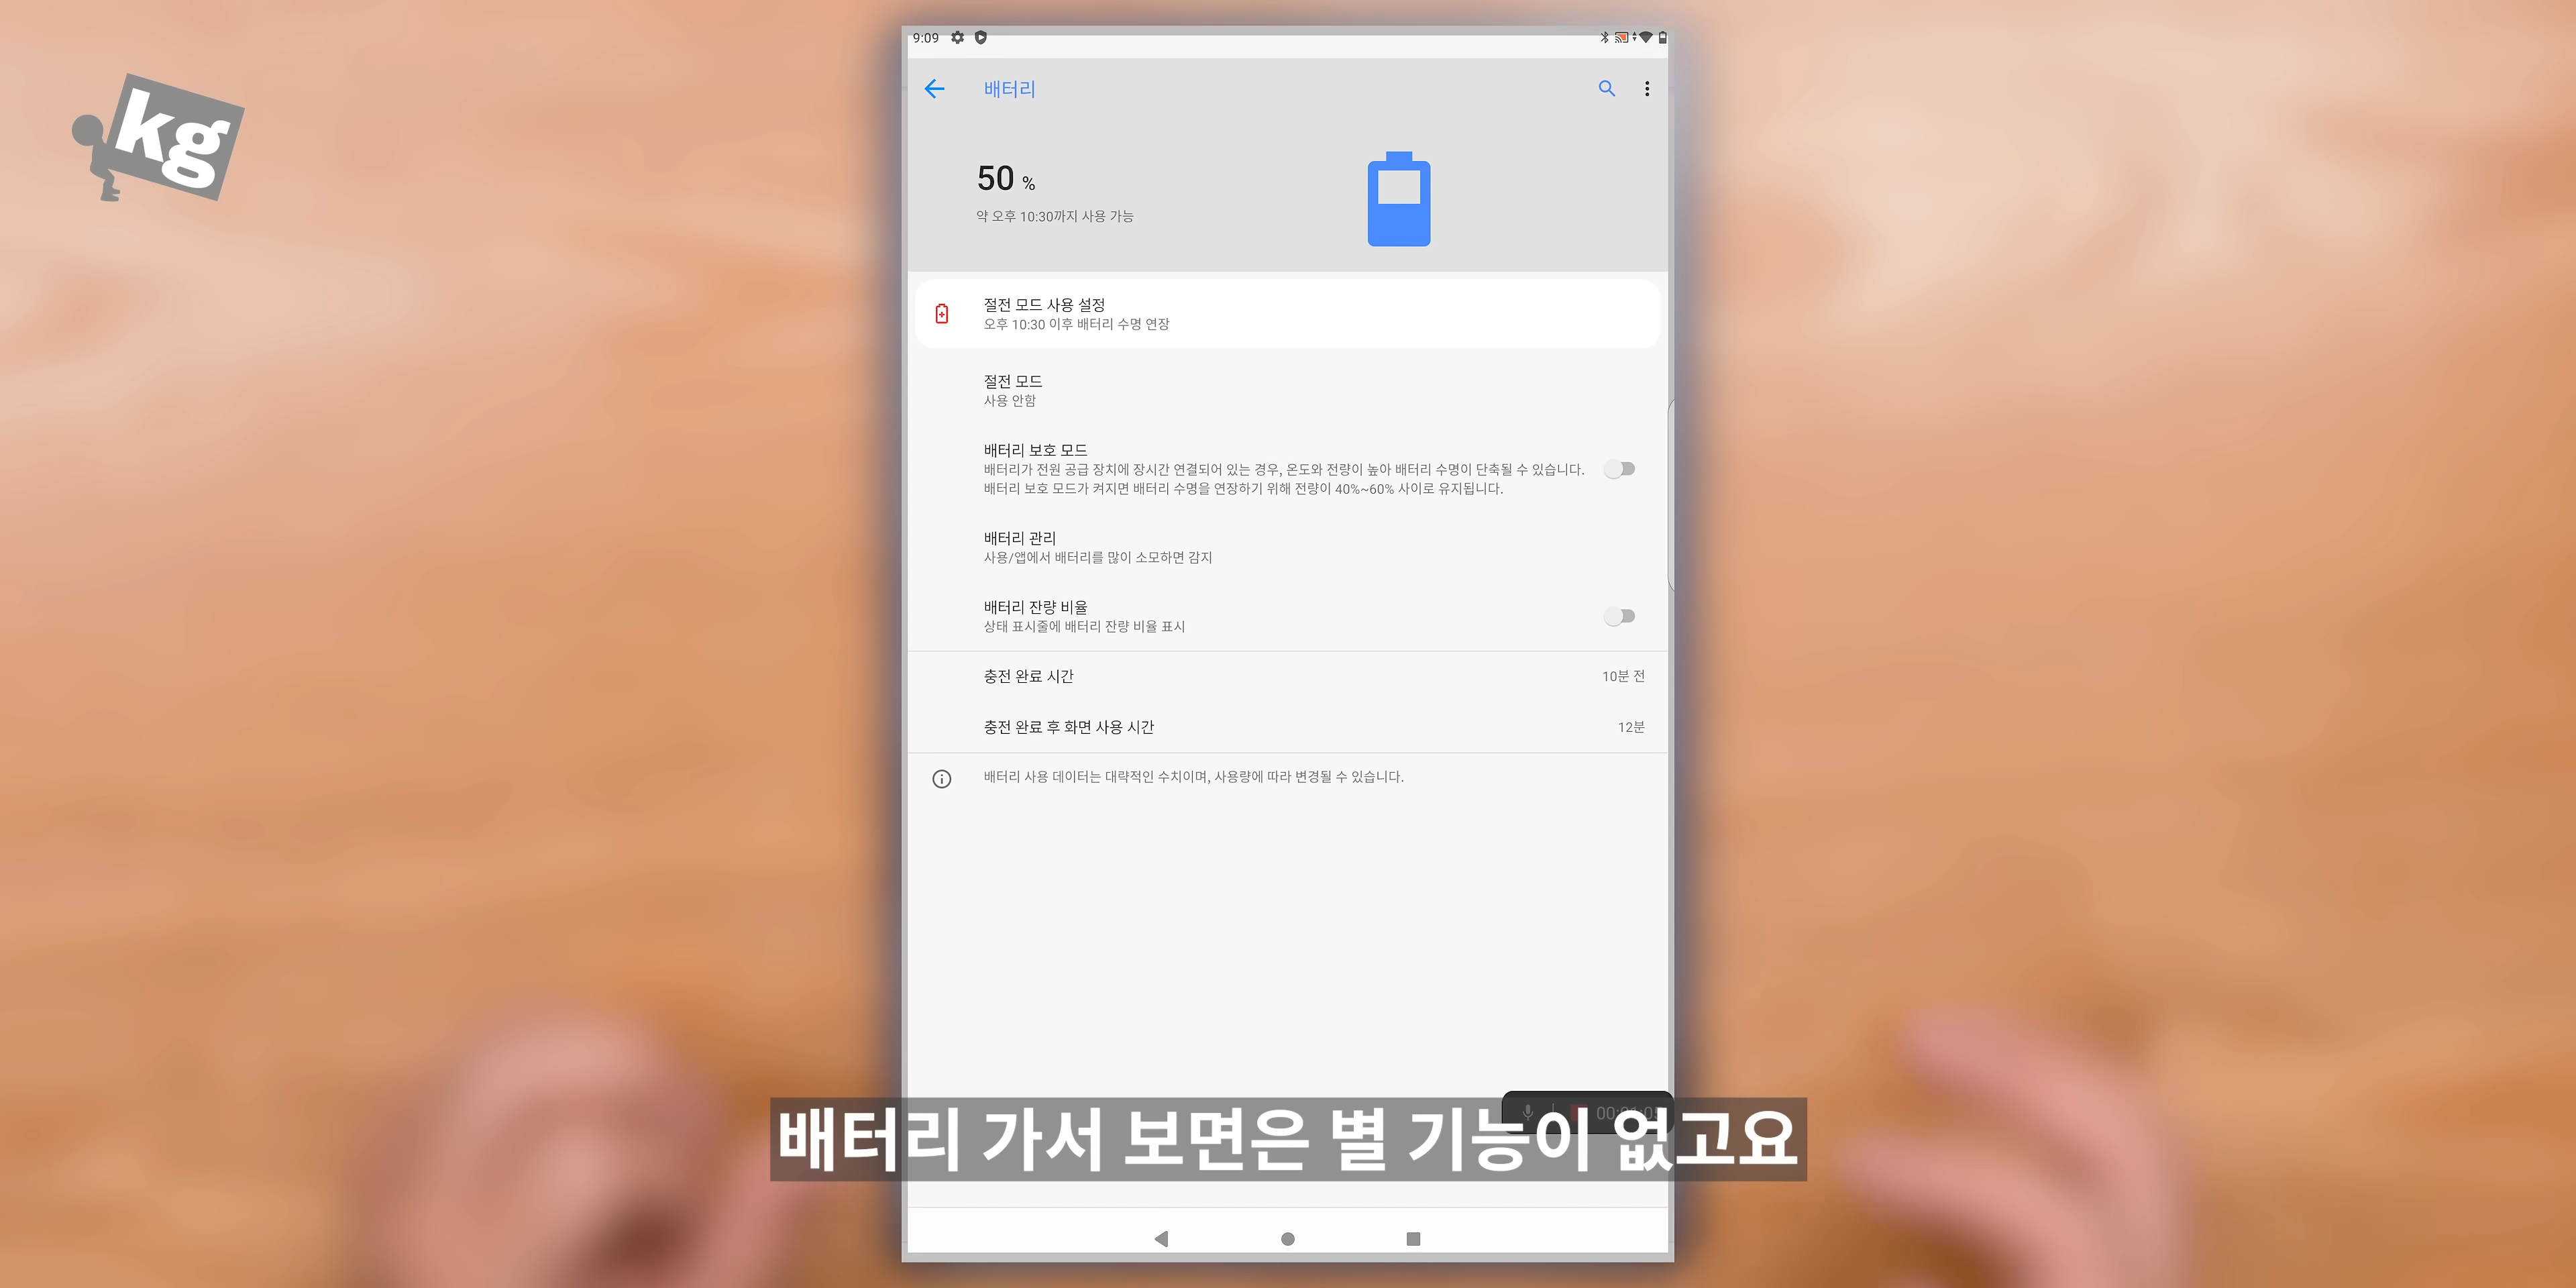 kg
9:09
배터리
50 %
약 오후 10:30까지 사용 가능
절전 모드 사용 설정
오후 10:30 이후 배터리 수명 연장
절전 모드
사용 안함
배터리 보호 모드
배터리가 전원 공급 장치에 장시간 연결되어 있는 경우, 온도와 전량이 높아 배터리 수명이 단축될 수 있습니다.
배터리 보호 모드가 켜지면 배터리 수명을 연장하기 위해 전량이 40%~60% 사이로 유지됩니다.
배터리 관리
사용/앱에서 배터리를 많이 소모하면 감지
배터리 잔량 비율
상태 표시줄에 배터리 잔량 비율 표시
충전 완료 시간
10분 전
충전 완료 후 화면 사용 시간
12분
배터리 사용 데이터는 대략적인 수치이며, 사용량에 따라 변경될 수 있습니다.
배터리 가서 보면은 별 기능이 없고요